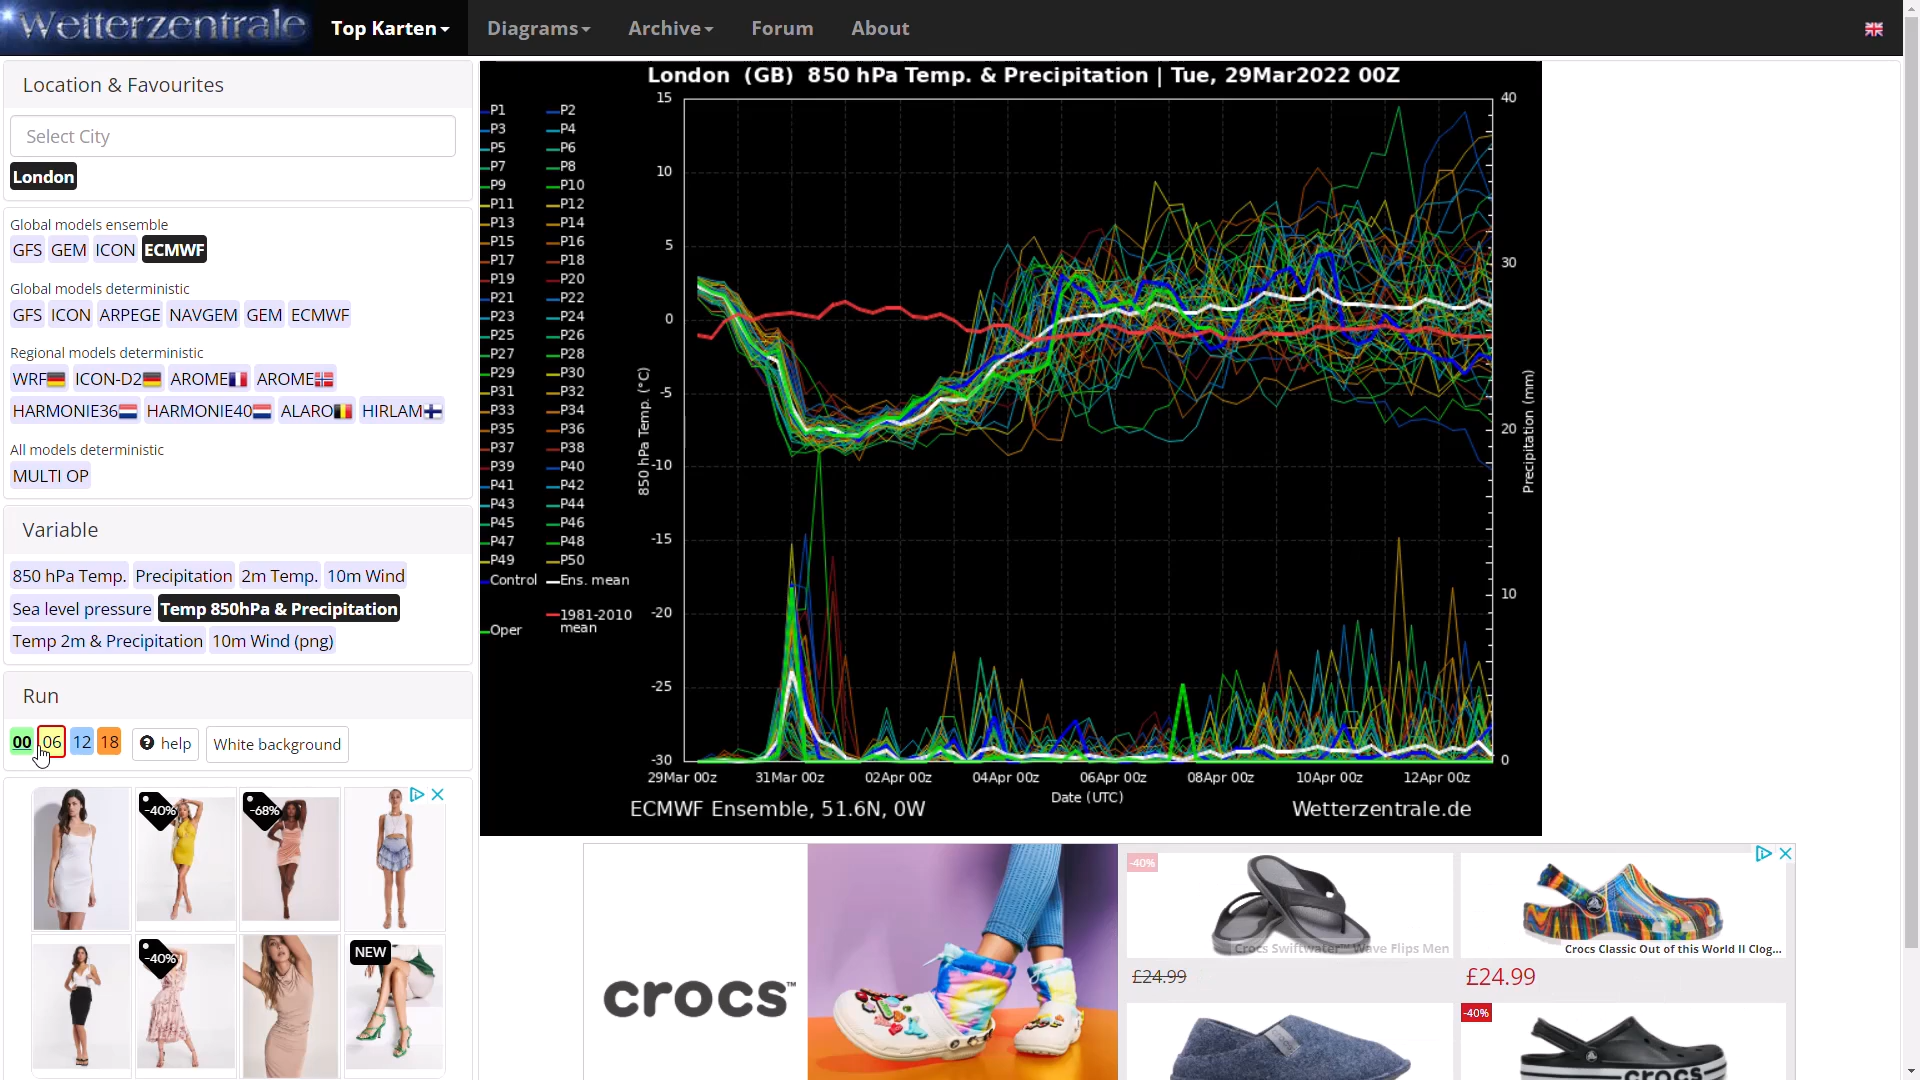 Wetterzentrale
Top Karten
Diagrams
Archive
Forum
About
Location & Favourites
Select City
London
Global models ensemble
GFS GEM ICON ECMWF
Global models deterministic
GFS ICON ARPEGE NAVGEM GEM ECMWF
Regional models deterministic
WRF ICON-D2 AROME AROME
HARMONIE36 HARMONIE40 ALARO HIRLAM
All models deterministic
MULTI OP
Variable
850 hPa Temp. Precipitation 2m Temp. 10m Wind
Sea level pressure Temp 850hPa & Precipitation
Temp 2m & Precipitation 10m Wind (png)
Run
00 06 12 18 help White background
-40%
-68%
-40%
NEW
London (GB) 850 hPa Temp. & Precipitation | Tue, 29Mar2022 00Z
P1 P2
P3 P4
P5 P6
P7 P8
P9 P10
P11 P12
P13 P14
P15 P16
P17 P18
P19 P20
P21 P22
P23 P24
P25 P26
P27 P28
P29 P30
P31 P32
P33 P34
P35 P36
P37 P38
P39 P40
P41 P42
P43 P44
P45 P46
P47 P48
P49 P50
Control Ens. mean
1981-2010
mean
Oper
850 hPa Temp. (°C)
15
10
5
0
-5
-10
-15
-20
-25
-30
40
30
20
10
0
Precipitation (mm)
29Mar 00z 31Mar 00z 02Apr 00z 04Apr 00z 06Apr 00z 08Apr 00z 10Apr 00z 12Apr 00z
Date (UTC)
ECMWF Ensemble, 51.6N, 0W
Wetterzentrale.de
crocs™
-40%
Crocs Swiftwater™ Wave Flips Men
£24.99
Crocs Classic Out of this World II Clog...
£24.99
-40%
crocs